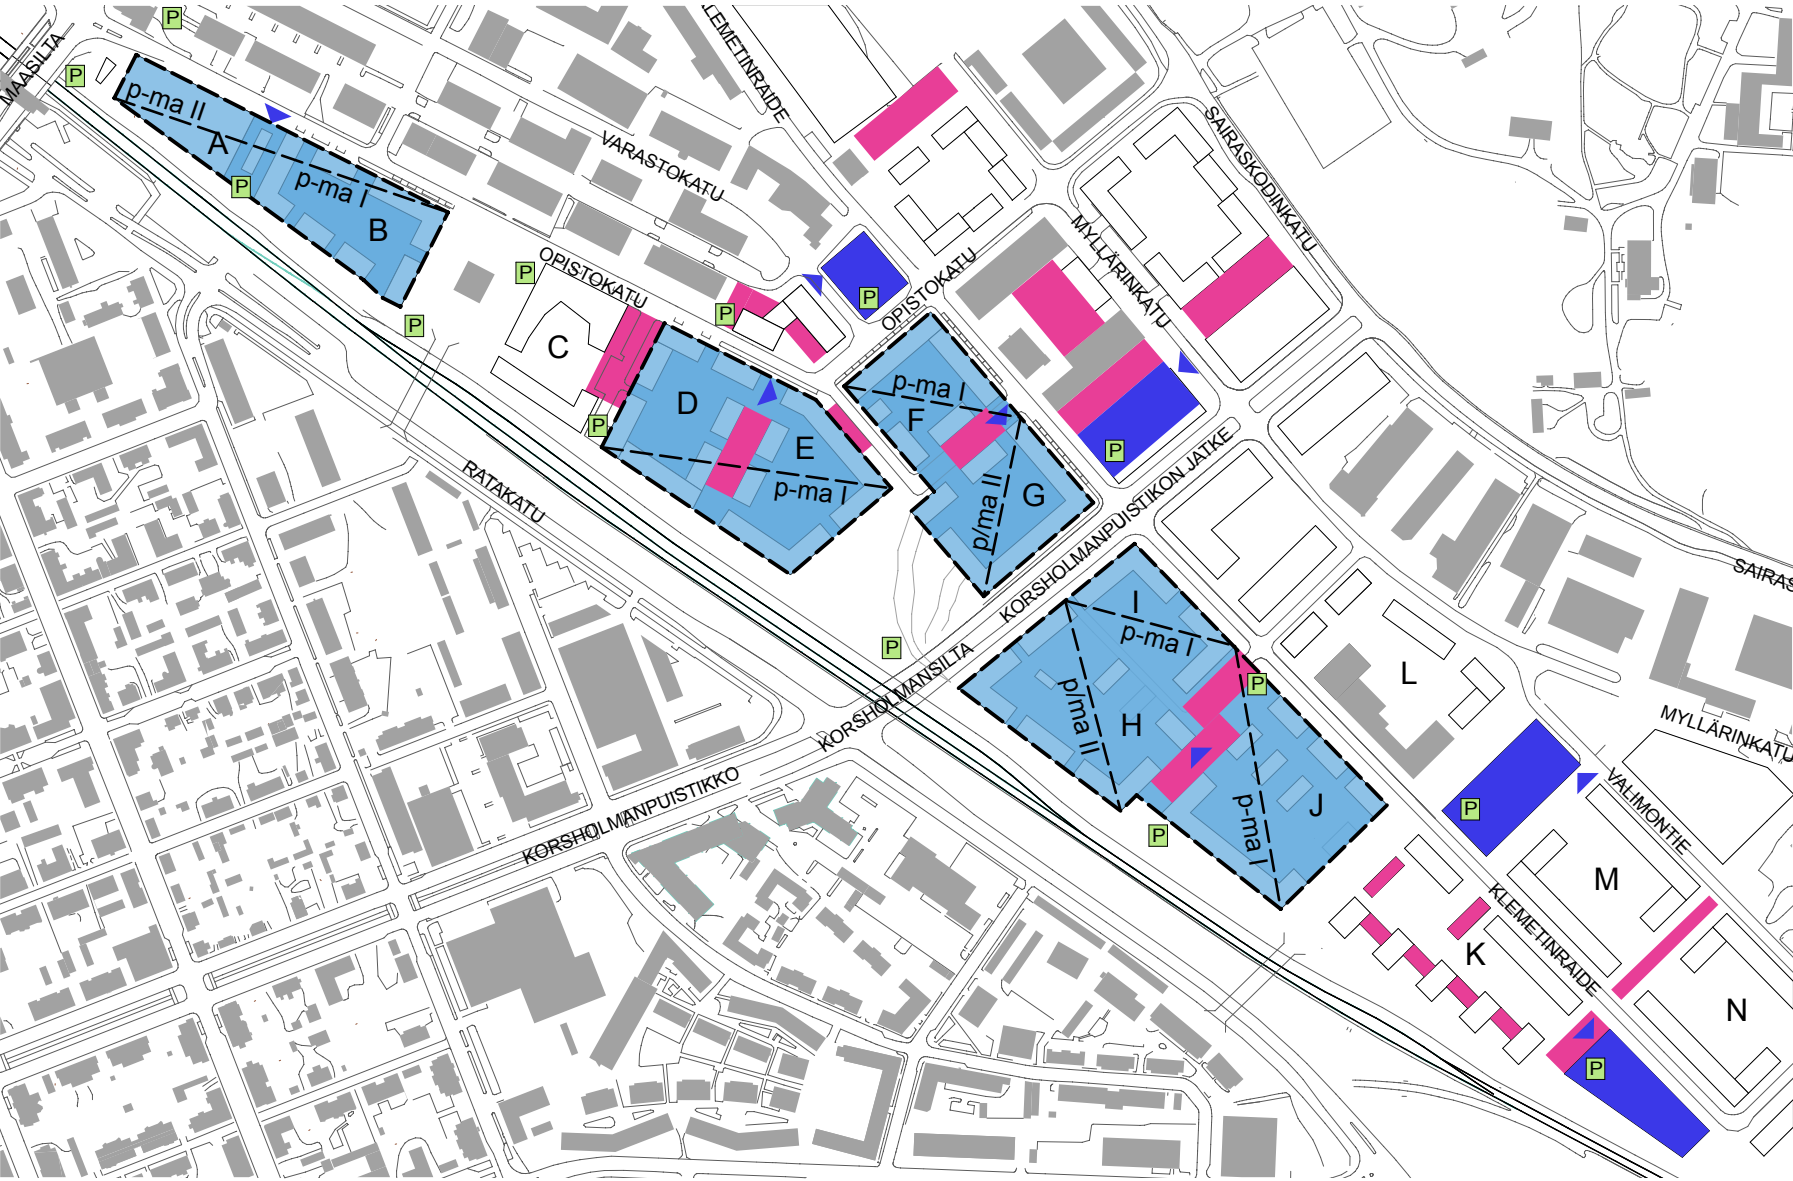 P
KLEMETINRAIDE
MAASILTA
P
p-ma II
A
SAIRASKODINKATU
VARASTOKATU
P
p-ma I
B
MYLLÄRINKATU
OPISTOKATU
OPISTOKATU
P
P
P
P
C
p-ma I
D
F
P
E
P
KORSHOLMANPUISTIKON JATKE
RATAKATU
p-ma I
p/ma II
G
SAIRAS
I
p-ma I
P
KORSHOLMANSILTA
P
L
p/ma II
H
MYLLÄRINKATU
KORSHOLMANPUISTIKKO
p-ma I
J
P
P
VALIMONTIE
M
KLEMETINRAIDE
K
N
P